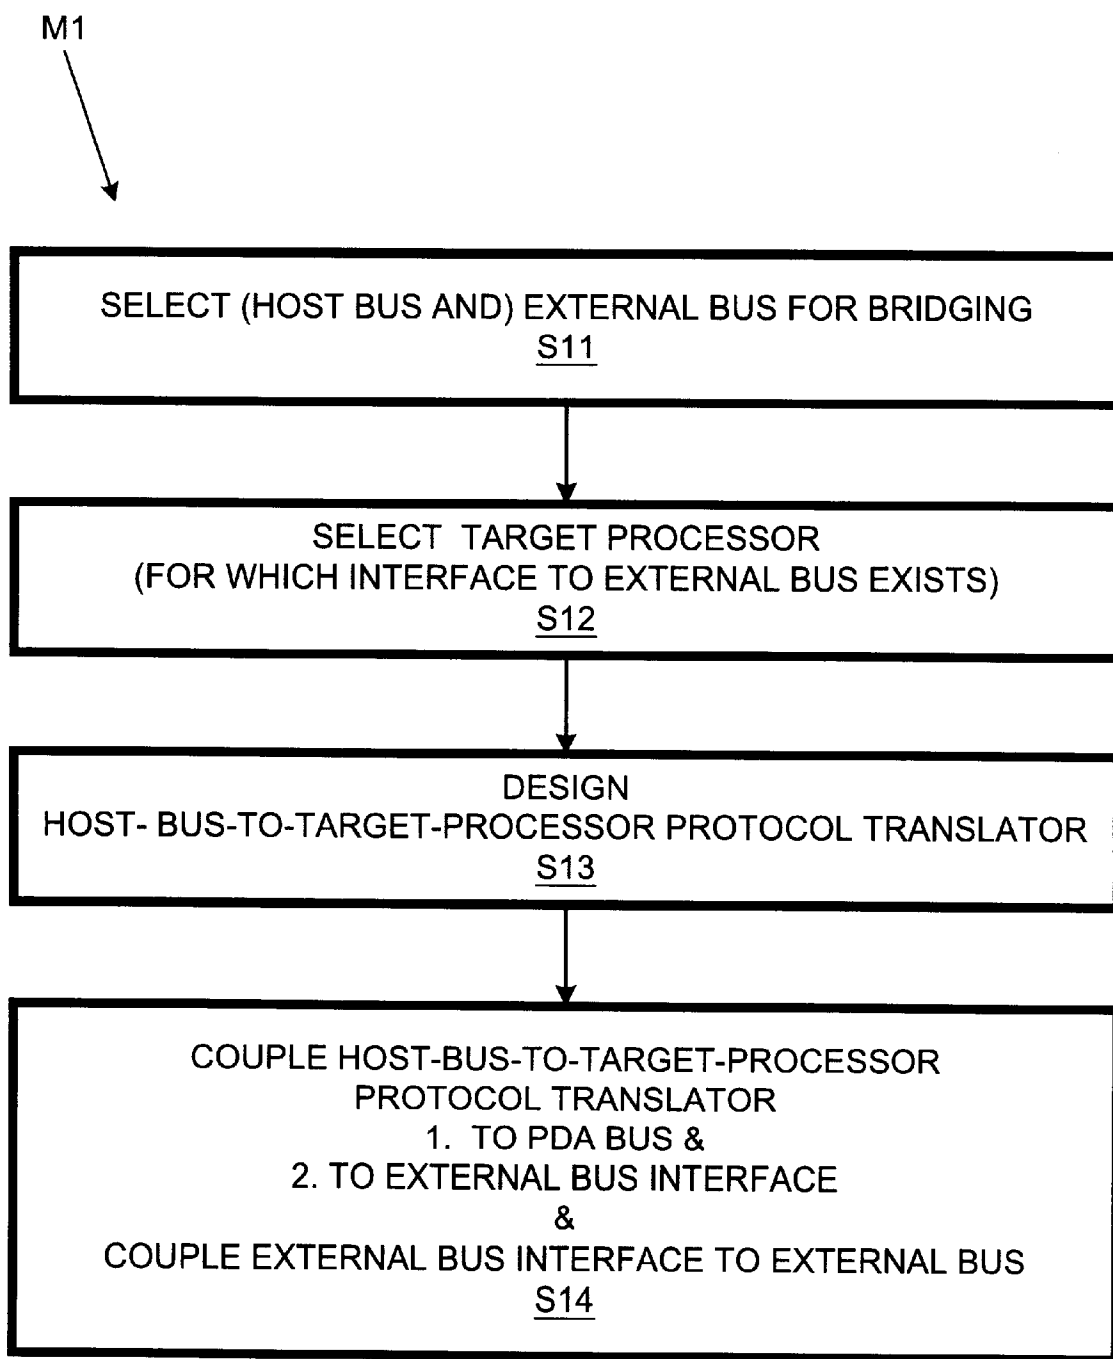 M1
SELECT (HOST BUS AND) EXTERNAL BUS FOR BRIDGING
S11
SELECT TARGET PROCESSOR
(FOR WHICH INTERFACE TO EXTERNAL BUS EXISTS)
S12
DESIGN
HOST- BUS-TO-TARGET-PROCESSOR PROTOCOL TRANSLATOR
S13
COUPLE HOST-BUS-TO-TARGET-PROCESSOR
PROTOCOL TRANSLATOR
1. TO PDA BUS &
2. TO EXTERNAL BUS INTERFACE
&
COUPLE EXTERNAL BUS INTERFACE TO EXTERNAL BUS
S14